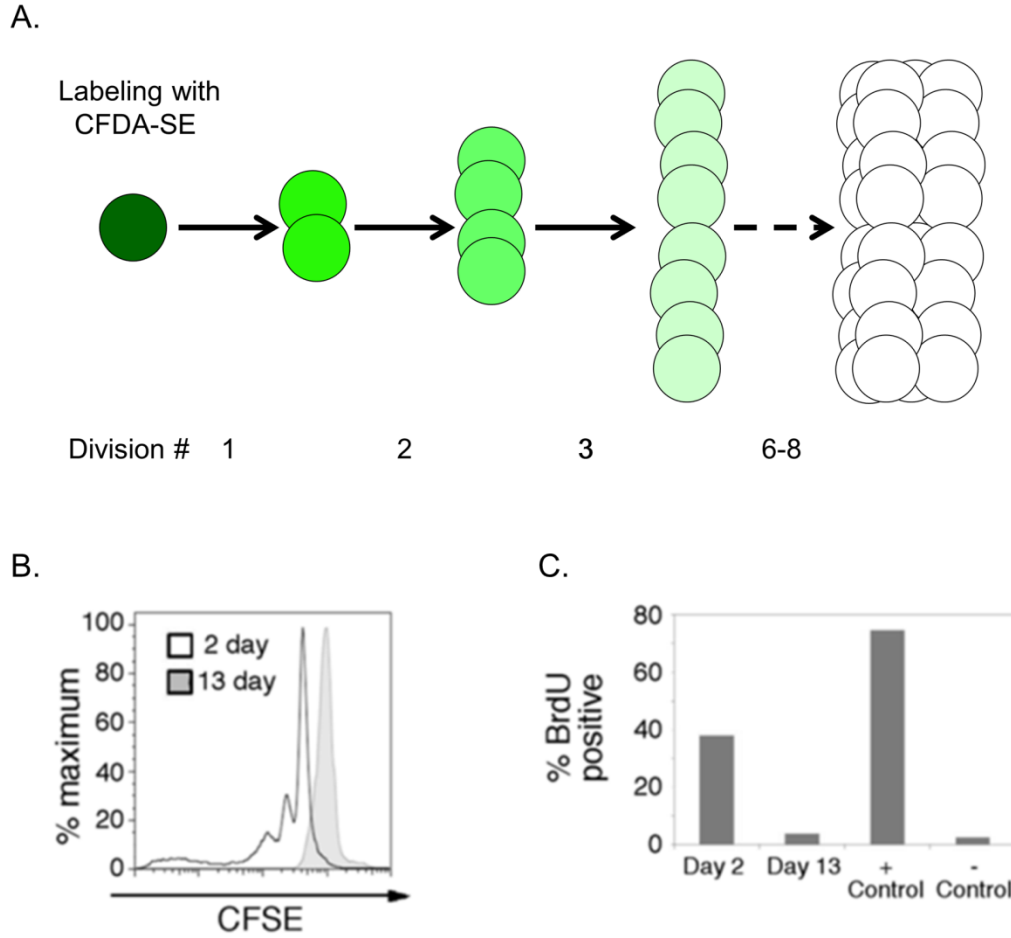 A.
Labeling with
CFDA-SE
Division # 1 2 3 6-8
B.
% maximum
100
80
60
40
20
0
2 day
13 day
CFSE
C.
% BrdU
positive
80
60
40
20
0
Day 2 Day 13 + Control - Control